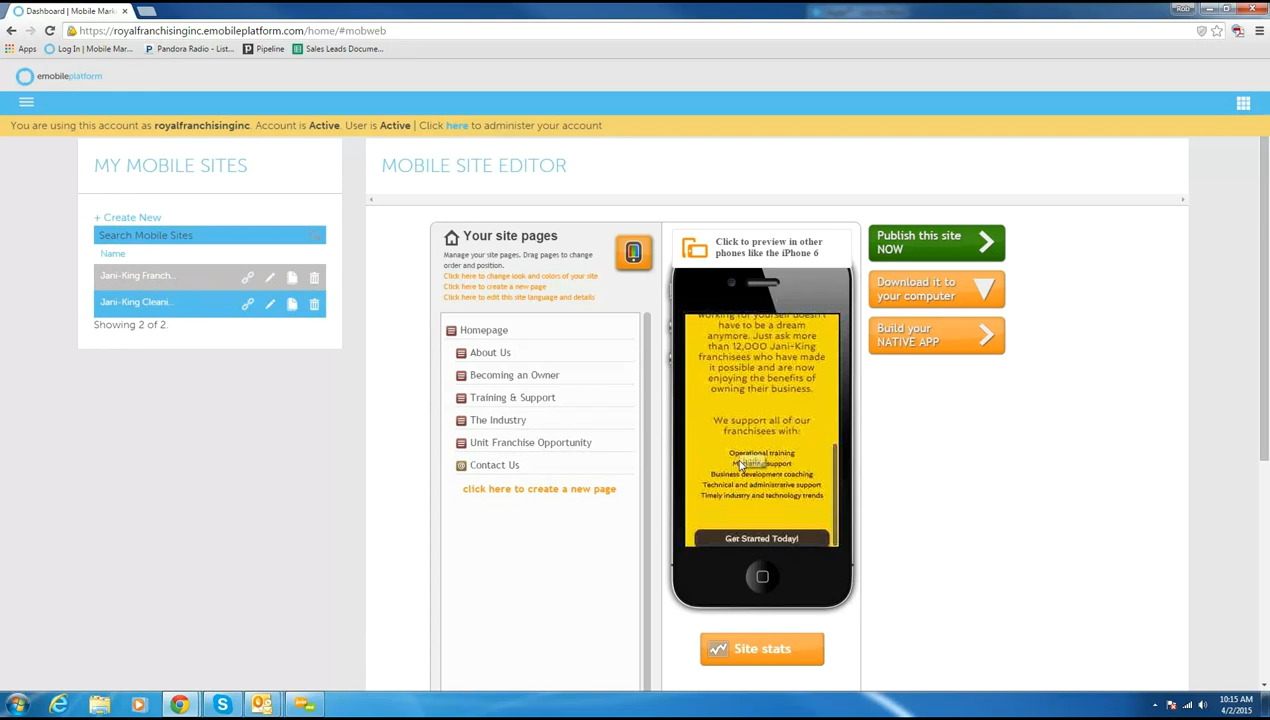 Dashboard | Mobile Mark
Rob
https://royalfranchisinginc.emobileplatform.com/home/#mobweb
Apps
Log In | Mobile Mar...
Pandora Radio - List...
Pipeline
Sales Leads Docume...
emobileplatform
You are using this account as royalfranchisinginc. Account is Active. User is Active | Click here to administer your account
MY MOBILE SITES
+ Create New
Search Mobile Sites
Name
Jani-King Franch...
Jani-King Cleani...
Showing 2 of 2.
MOBILE SITE EDITOR
Your site pages
Manage your site pages. Drag pages to change
order and position.
Click here to change look and colors of your site
Click here to create a new page
Click here to edit this site language and details
Homepage
About Us
Becoming an Owner
Training & Support
The Industry
Unit Franchise Opportunity
Contact Us
click here to create a new page
Click to preview in other
phones like the iPhone 6
working for yourself doesn't
have to be a dream
anymore. Just ask more
than 12,000 Jani-King
franchisees who have made
it possible and are now
enjoying the benefits of
owning their business.
We support all of our
franchisees with:
Operational training
support
Business development coaching
Technical and administrative support
Timely industry and technology trends
Get Started Today!
Site stats
Publish this site
NOW
Download it to
your computer
Build your
NATIVE APP
10:15 AM
4/2/2015